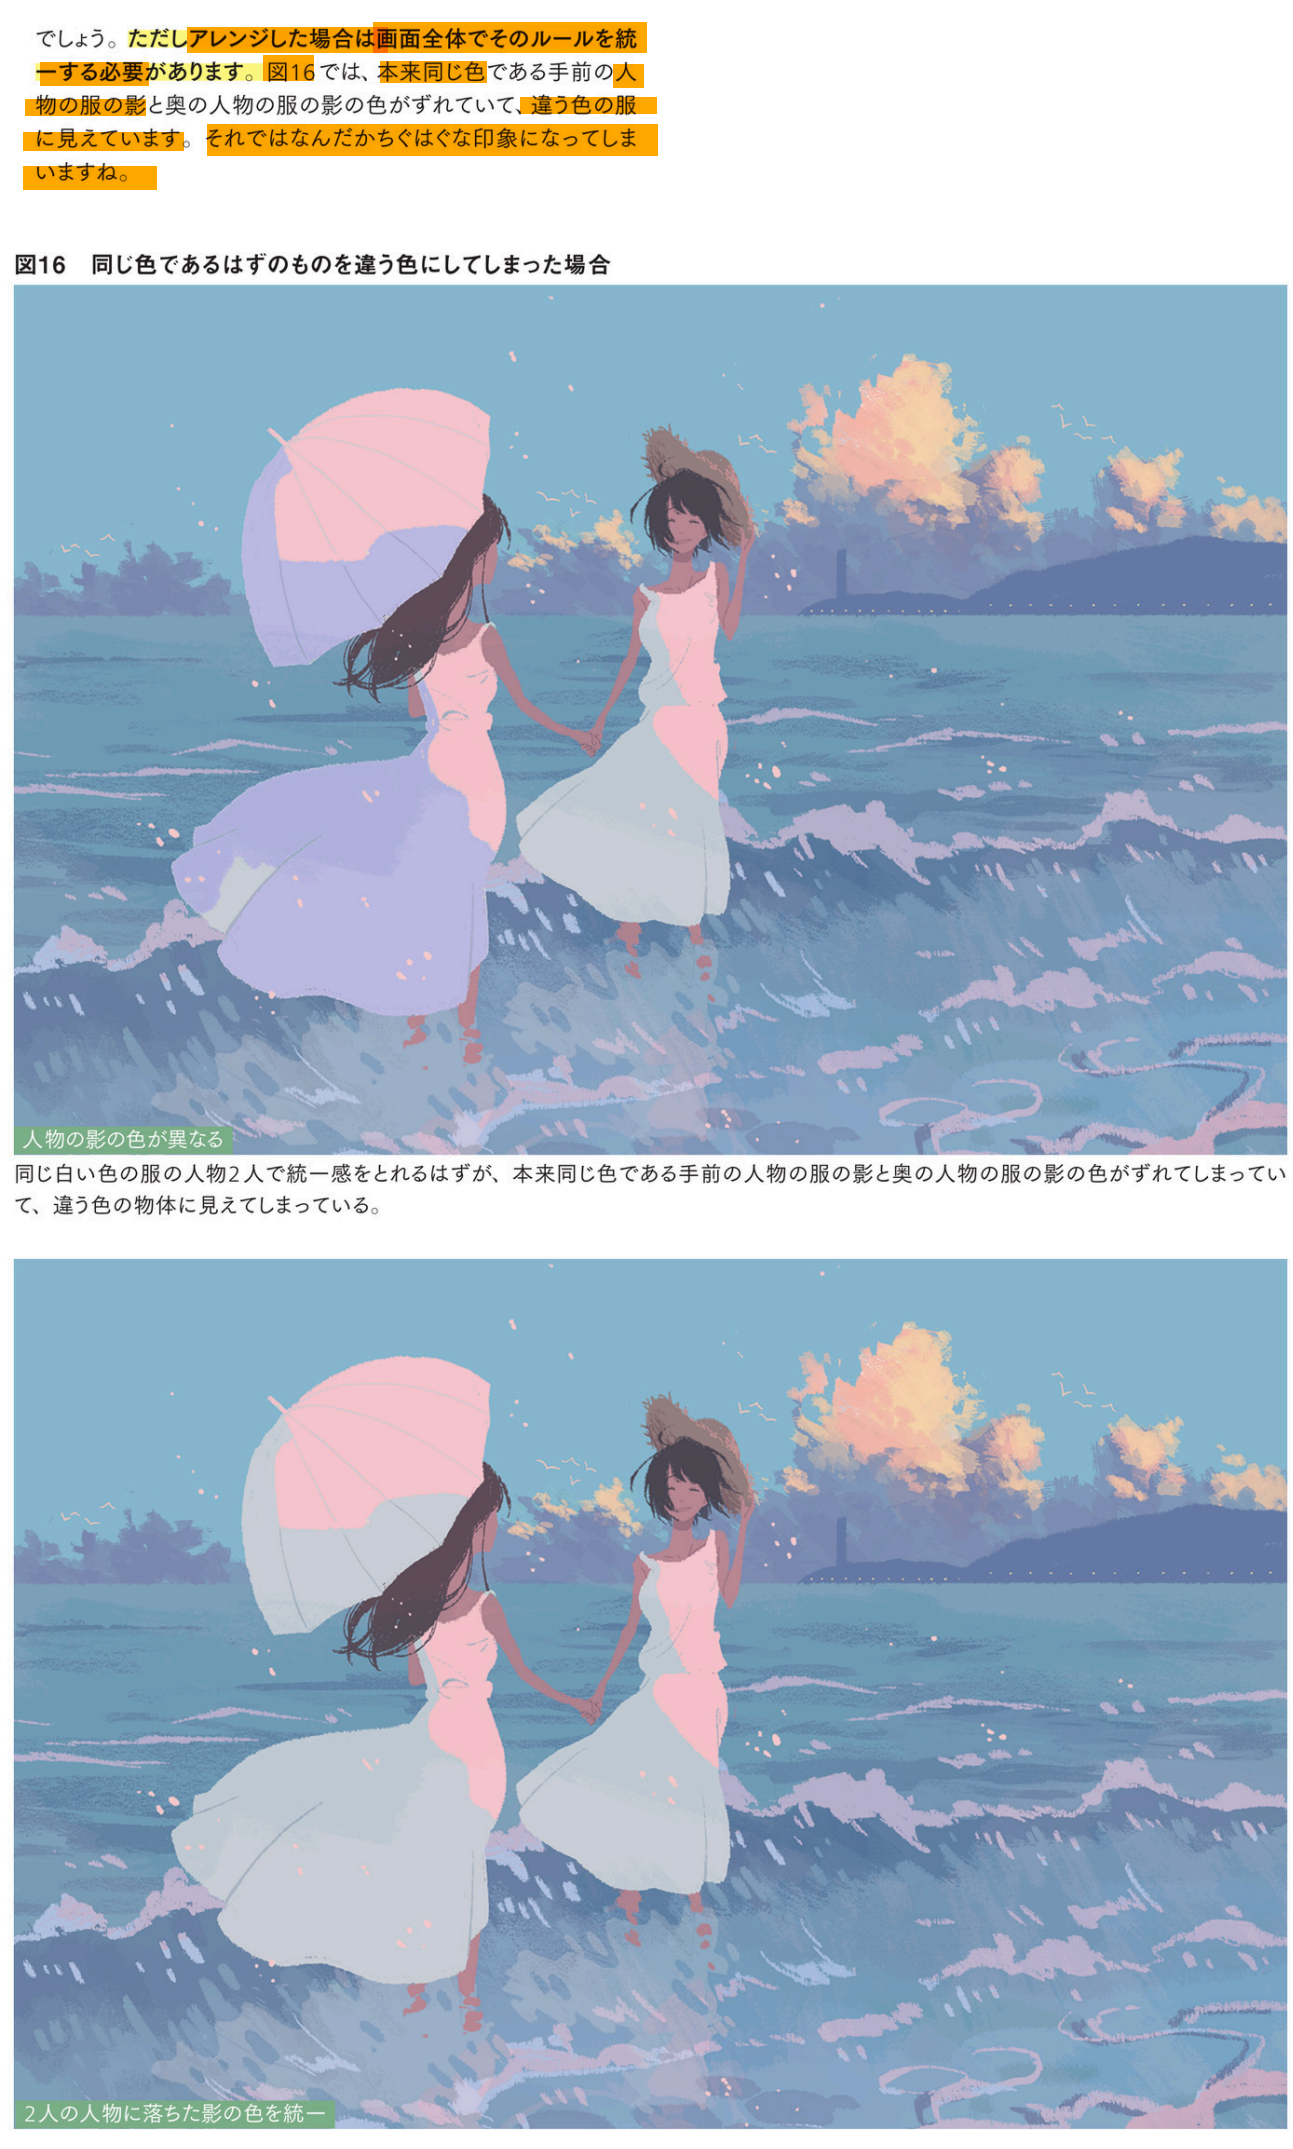 でしょう。ただしアレンジした場合は画面全体でそのルールを統
一する必要があります。図16では、本来同じ色である手前の人
物の服の影と奥の人物の服の影の色がずれていて、違う色の服
に見えています。それではなんだかちぐはぐな印象になってしま
いますね。
図16　同じ色であるはずのものを違う色にしてしまった場合
人物の影の色が異なる
同じ白い色の服の人物2人で統一感をとれるはずが、本来同じ色である手前の人物の服の影と奥の人物の服の影の色がずれてしまってい
て、違う色の物体に見えてしまっている。
2人の人物に落ちた影の色を統一